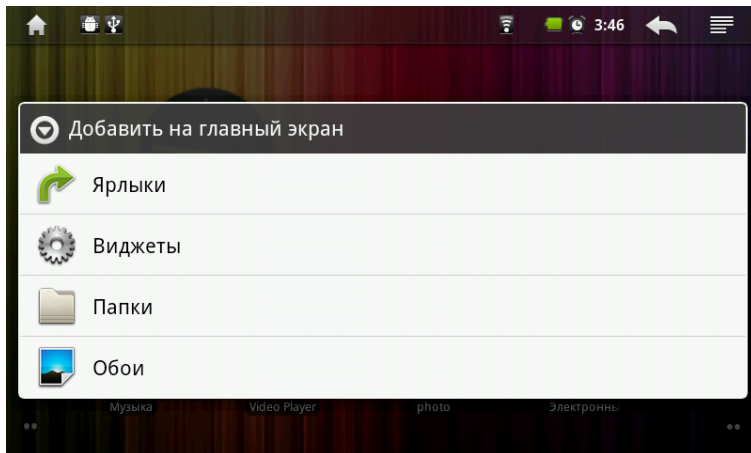 3:46
Добавить на главный экран
Ярлыки
Виджеты
Папки
Обои
Музыка Video Player photo Электронны